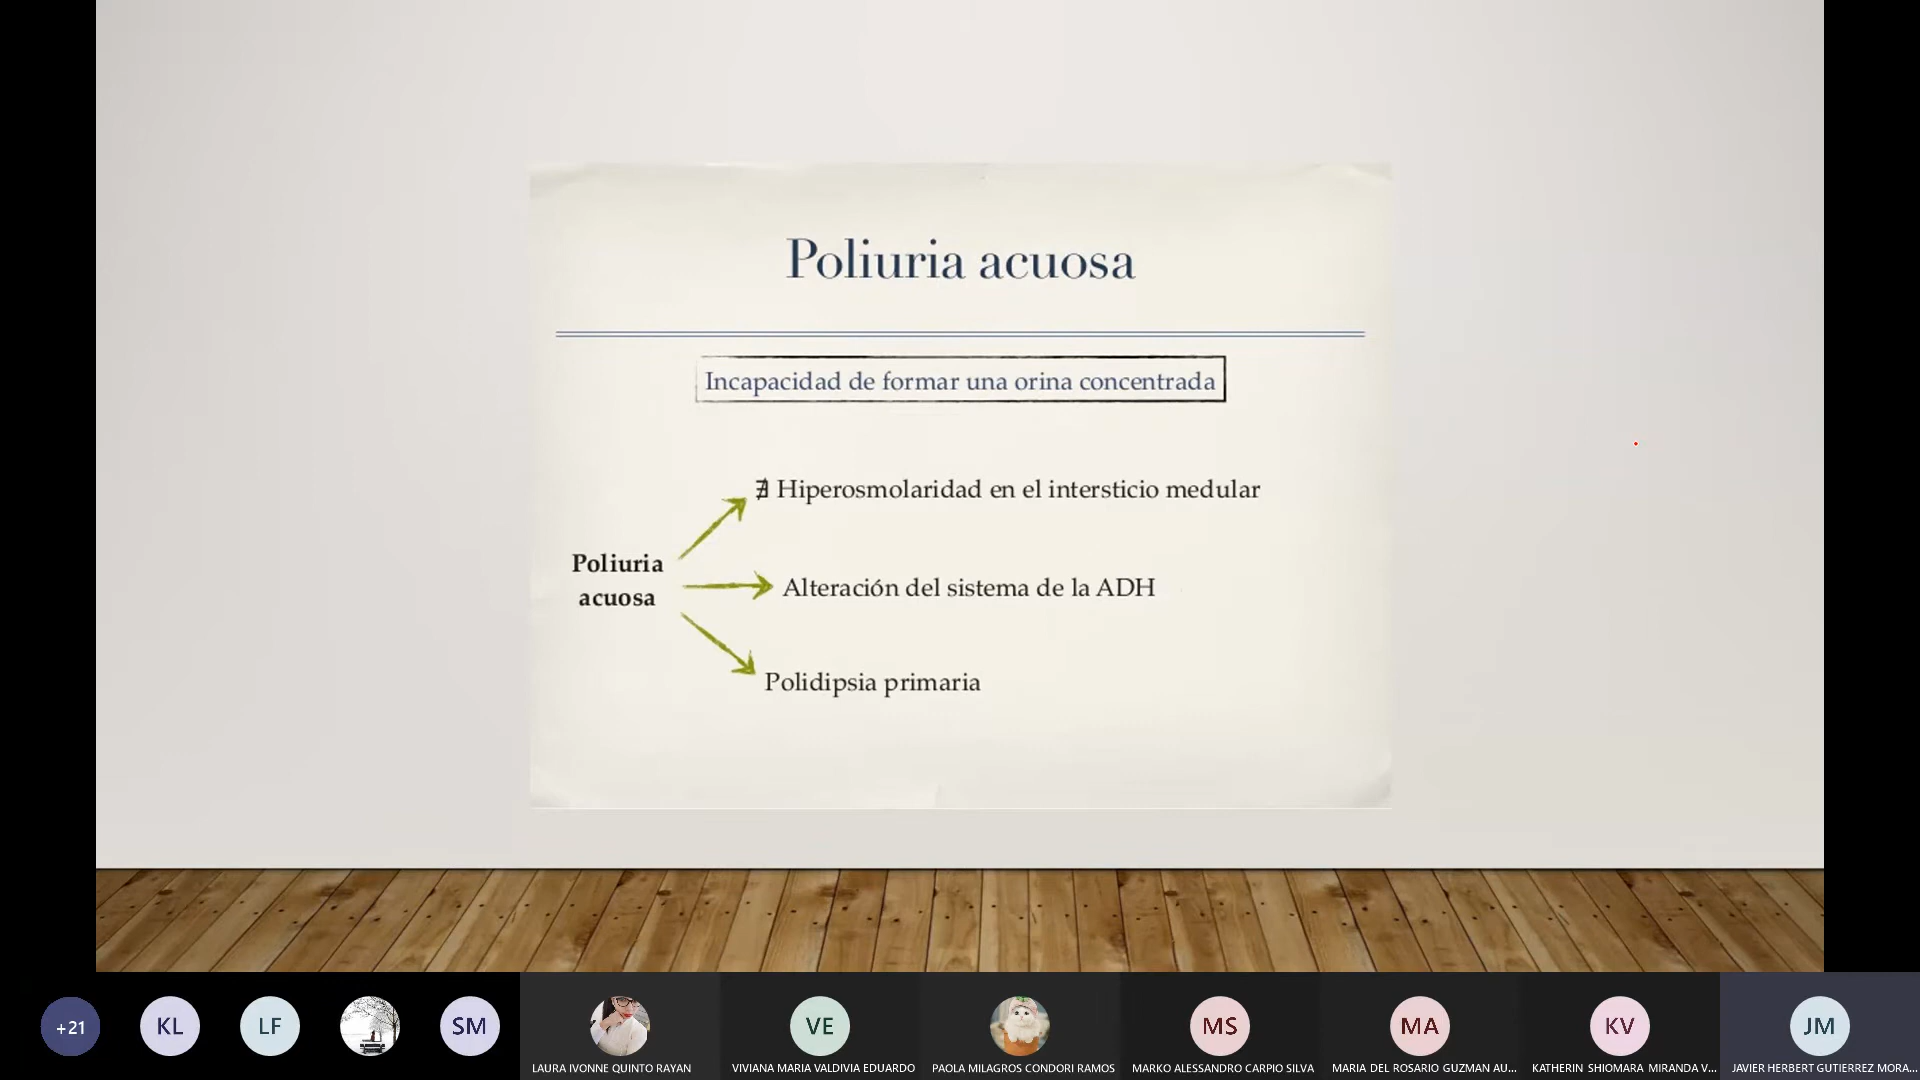 Poliuria acuosa
Incapacidad de formar una orina concentrada
∄ Hiperosmolaridad en el intersticio medular
Poliuria
acuosa
Alteración del sistema de la ADH
Polidipsia primaria
+21
KL
LF
SM
LAURA IVONNE QUINTO RAYAN
VE
VIVIANA MARIA VALDIVIA EDUARDO
PAOLA MILAGROS CONDORI RAMOS
MS
MARKO ALESSANDRO CARPIO SILVA
MA
MARIA DEL ROSARIO GUZMAN AU...
KV
KATHERIN SHIOMARA MIRANDA V...
JM
JAVIER HERBERT GUTIERREZ MORA...